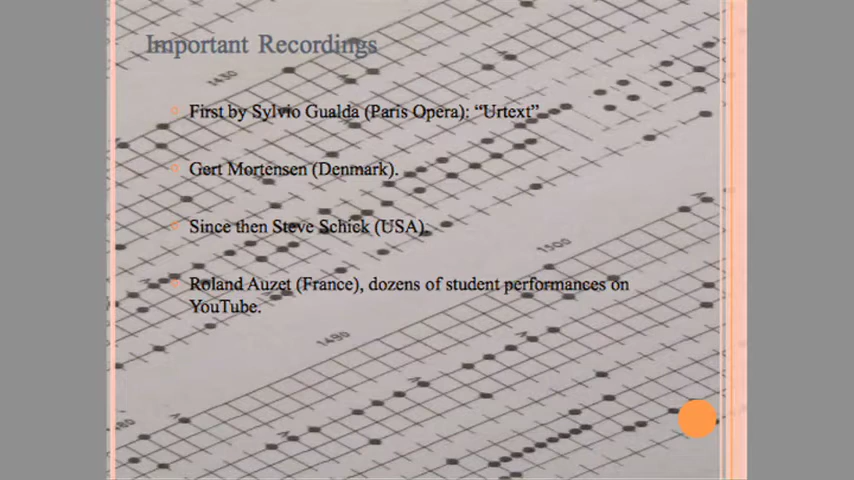 Important Recordings
1430
First by Sylvio Gualda (Paris Opera): “Urtext”
Gert Mortensen (Denmark).
Since then Steve Schick (USA).
1500
Roland Auzet (France), dozens of student performances on
YouTube.
1490